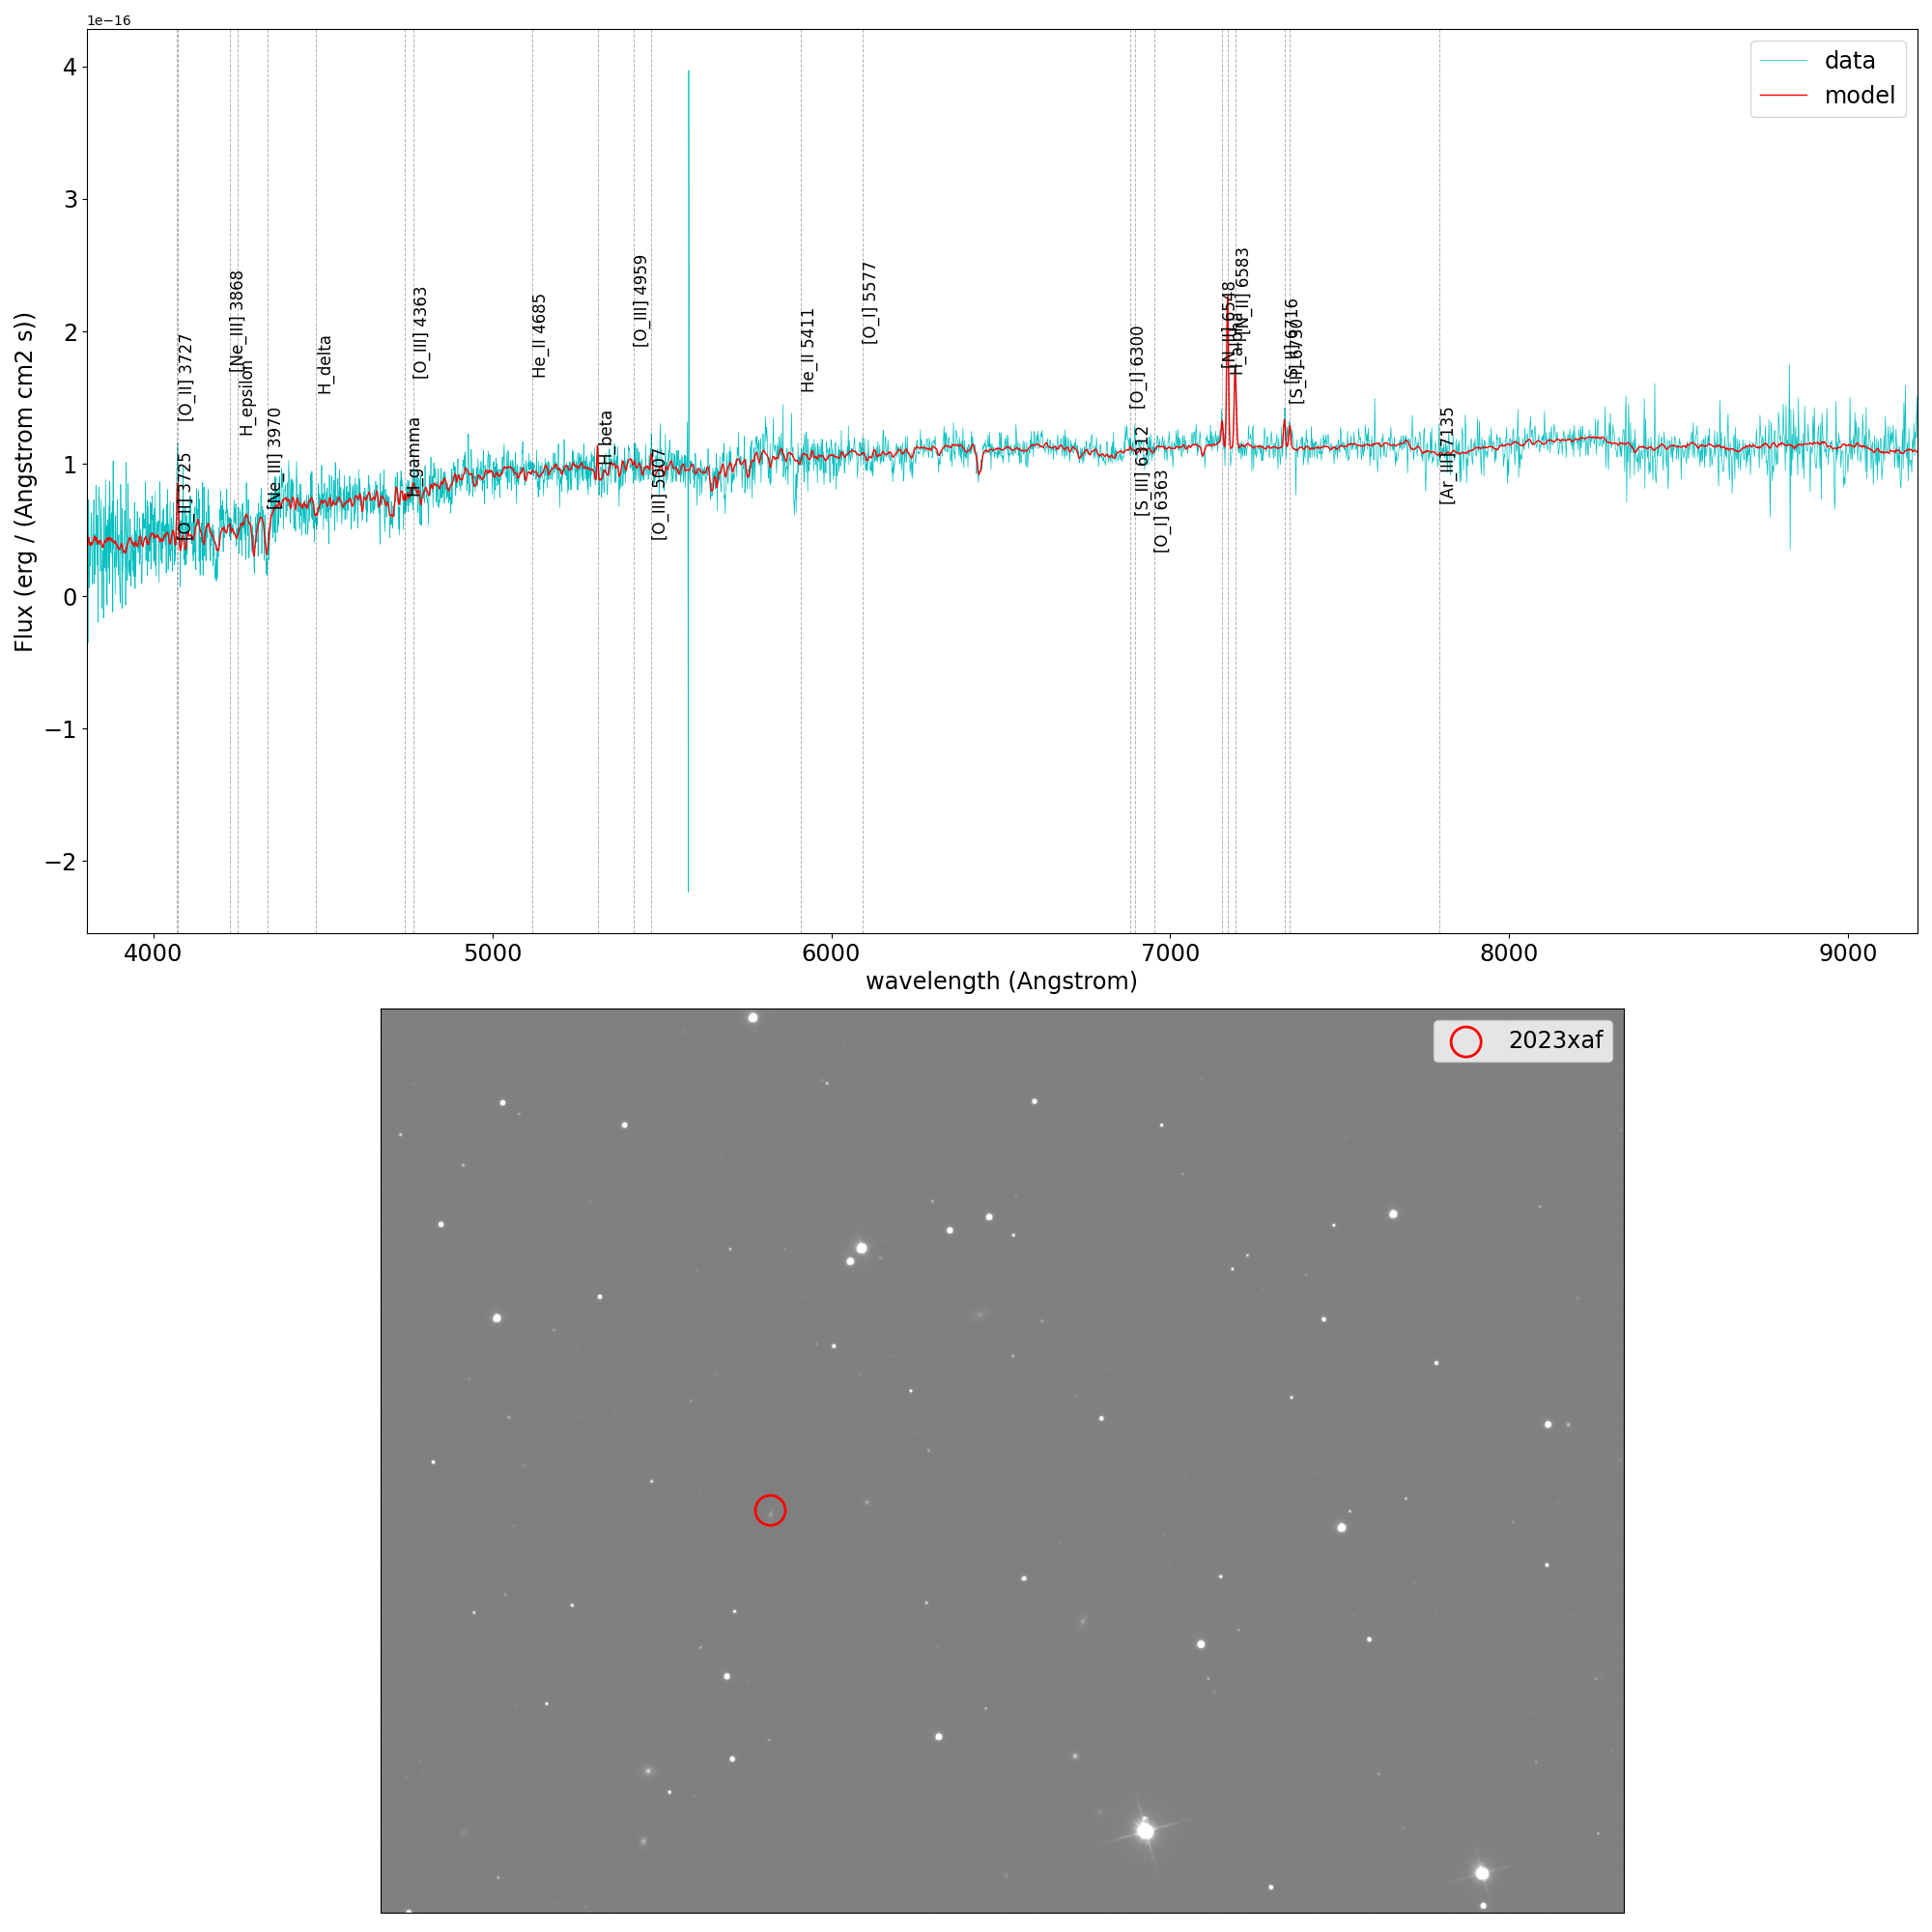 1e−16
data
model
Flux (erg / (Angstrom cm2 s))
4
3
2
1
0
−1
−2
[O_II] 3727
[O_II] 3725
[Ne_III] 3868
H_epsilon
[Ne_III] 3970
H_delta
[O_III] 4363
H_gamma
He_II 4685
H_beta
[O_III] 4959
[O_III] 5007
He_II 5411
[O_I] 5577
[O_I] 6300
[S_III] 6312
[O_I] 6363
[N_II] 6548
H_alpha
[N_II] 6583
[S_II] 6716
[S_II] 6730
[Ar_III] 7135
4000 5000 6000 7000 8000 9000
wavelength (Angstrom)
2023xaf